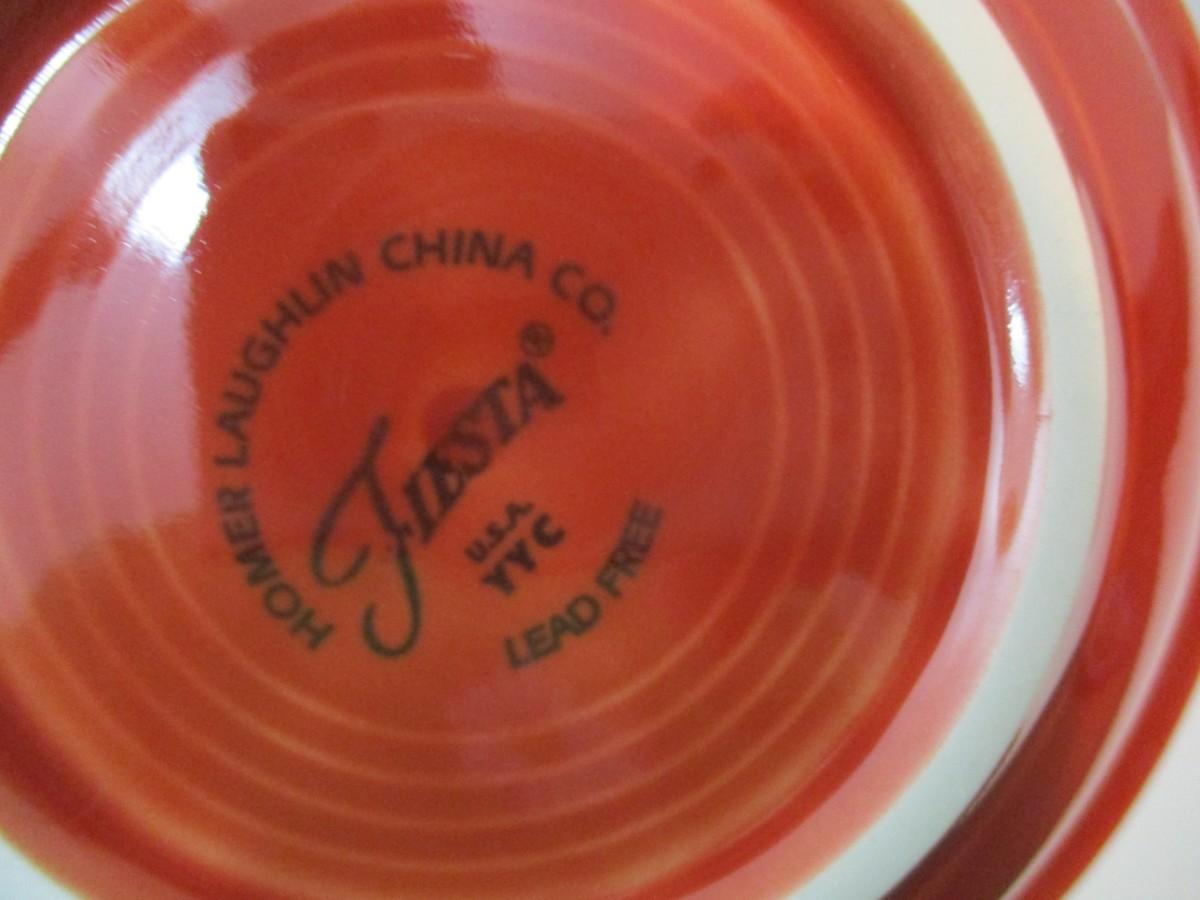 HOMER LAUGHLIN CHINA CO.
FIESTA®
U.S.A.
YYC
LEAD FREE